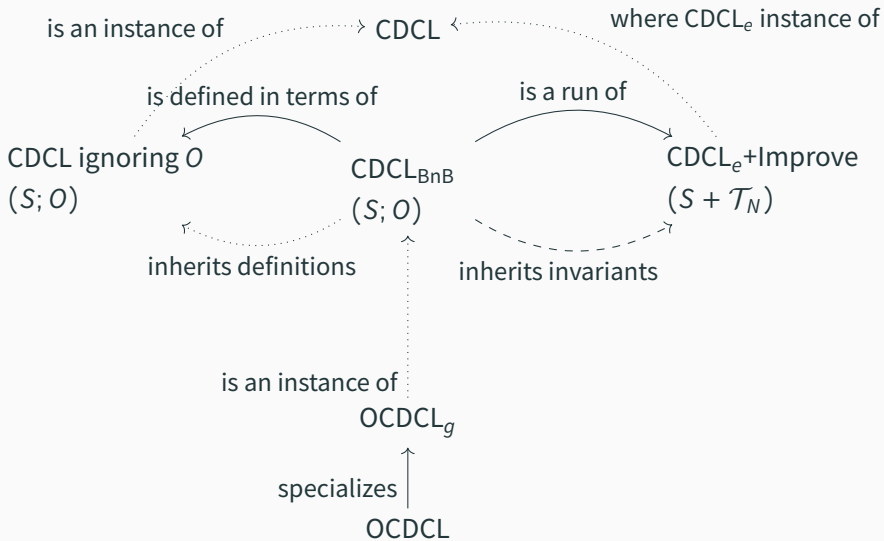 is an instance of
CDCL
where CDCLₑ instance of
is defined in terms of
is a run of
CDCL ignoring O
(S; O)
CDCL_BnB
(S; O)
CDCLₑ+Improve
(S + 𝒯_N)
inherits definitions
inherits invariants
is an instance of
OCDCL_g
specializes
OCDCL